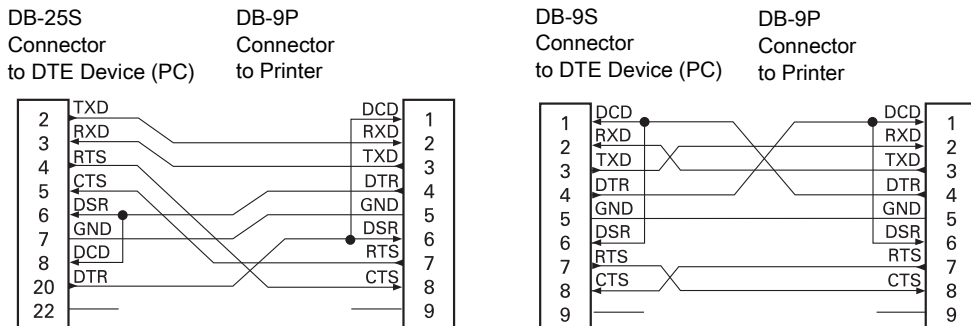 DB-25S
Connector
to DTE Device (PC)
DB-9P
Connector
to Printer
2 TXD DCD 1
3 RXD RXD 2
4 RTS TXD 3
5 CTS DTR 4
6 DSR GND 5
7 GND DSR 6
8 DCD RTS 7
20 DTR CTS 8
22 9
DB-9S
Connector
to DTE Device (PC)
DB-9P
Connector
to Printer
1 DCD DCD 1
2 RXD RXD 2
3 TXD TXD 3
4 DTR DTR 4
5 GND GND 5
6 DSR DSR 6
7 RTS RTS 7
8 CTS CTS 8
9 9